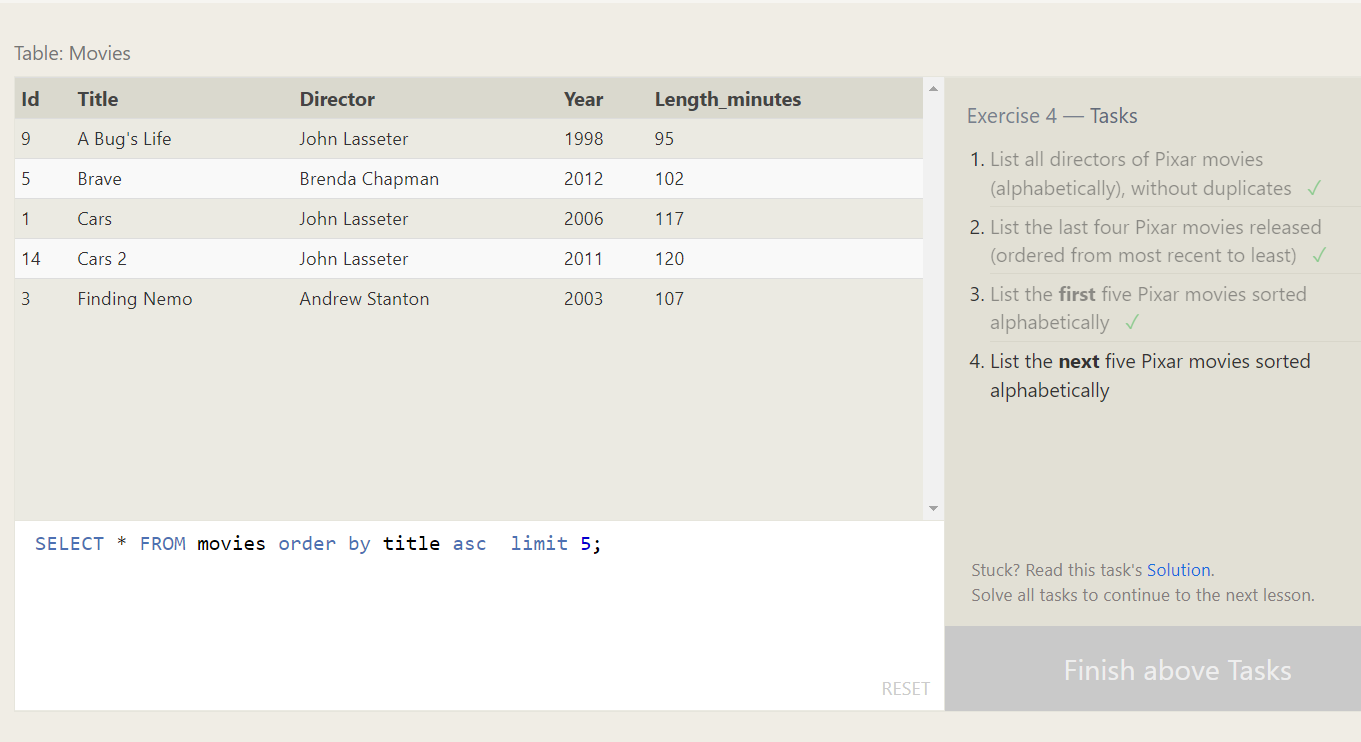 Table: Movies
Id Title Director Year Length_minutes
9 A Bug's Life John Lasseter 1998 95
5 Brave Brenda Chapman 2012 102
1 Cars John Lasseter 2006 117
14 Cars 2 John Lasseter 2011 120
3 Finding Nemo Andrew Stanton 2003 107
SELECT * FROM movies order by title asc  limit 5;
RESET
Exercise 4 — Tasks
1. List all directors of Pixar movies
(alphabetically), without duplicates ✓
2. List the last four Pixar movies released
(ordered from most recent to least) ✓
3. List the first five Pixar movies sorted
alphabetically ✓
4. List the next five Pixar movies sorted
alphabetically
Stuck? Read this task's Solution.
Solve all tasks to continue to the next lesson.
Finish above Tasks